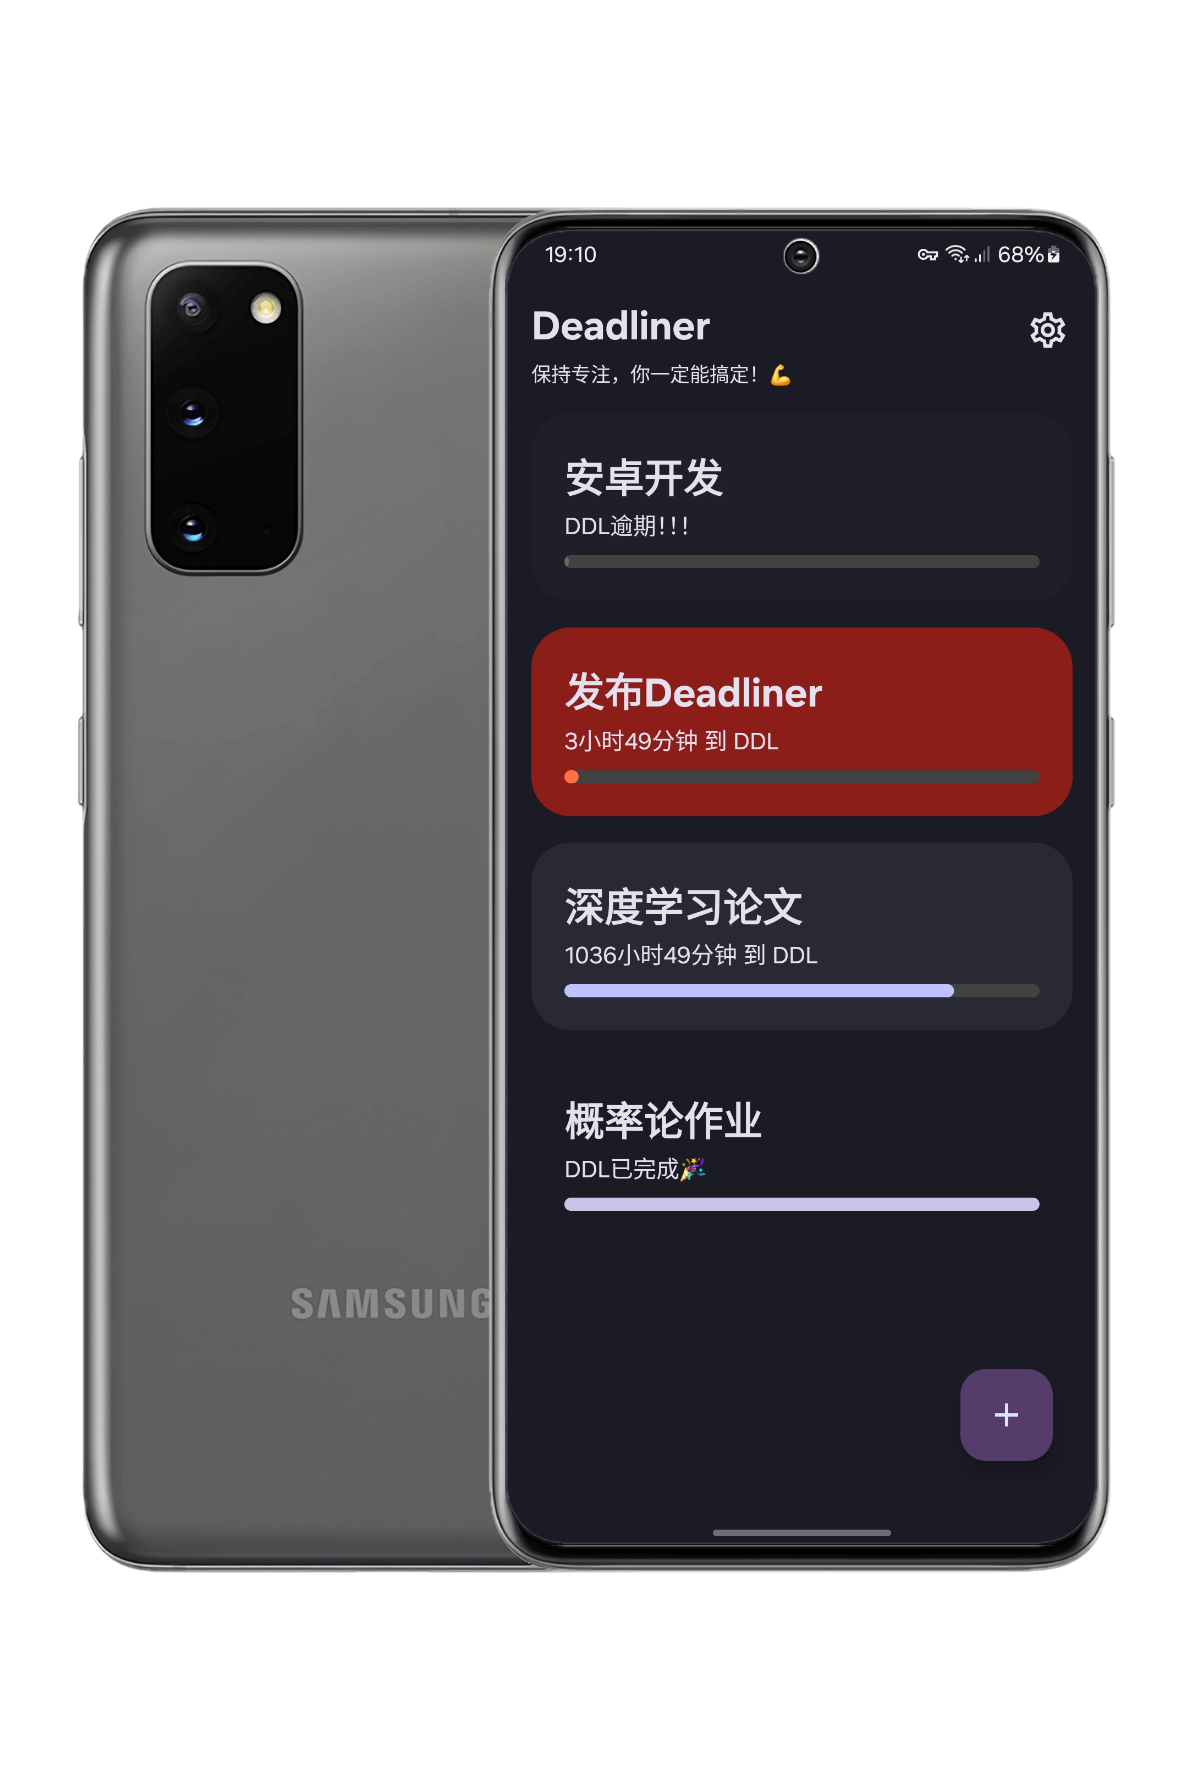 19:10 68%
Deadliner
保持专注，你一定能搞定！💪
安卓开发
DDL逾期!!!
发布Deadliner
3小时49分钟 到 DDL
深度学习论文
1036小时49分钟 到 DDL
概率论作业
DDL已完成🎉
+
SAMSUNG